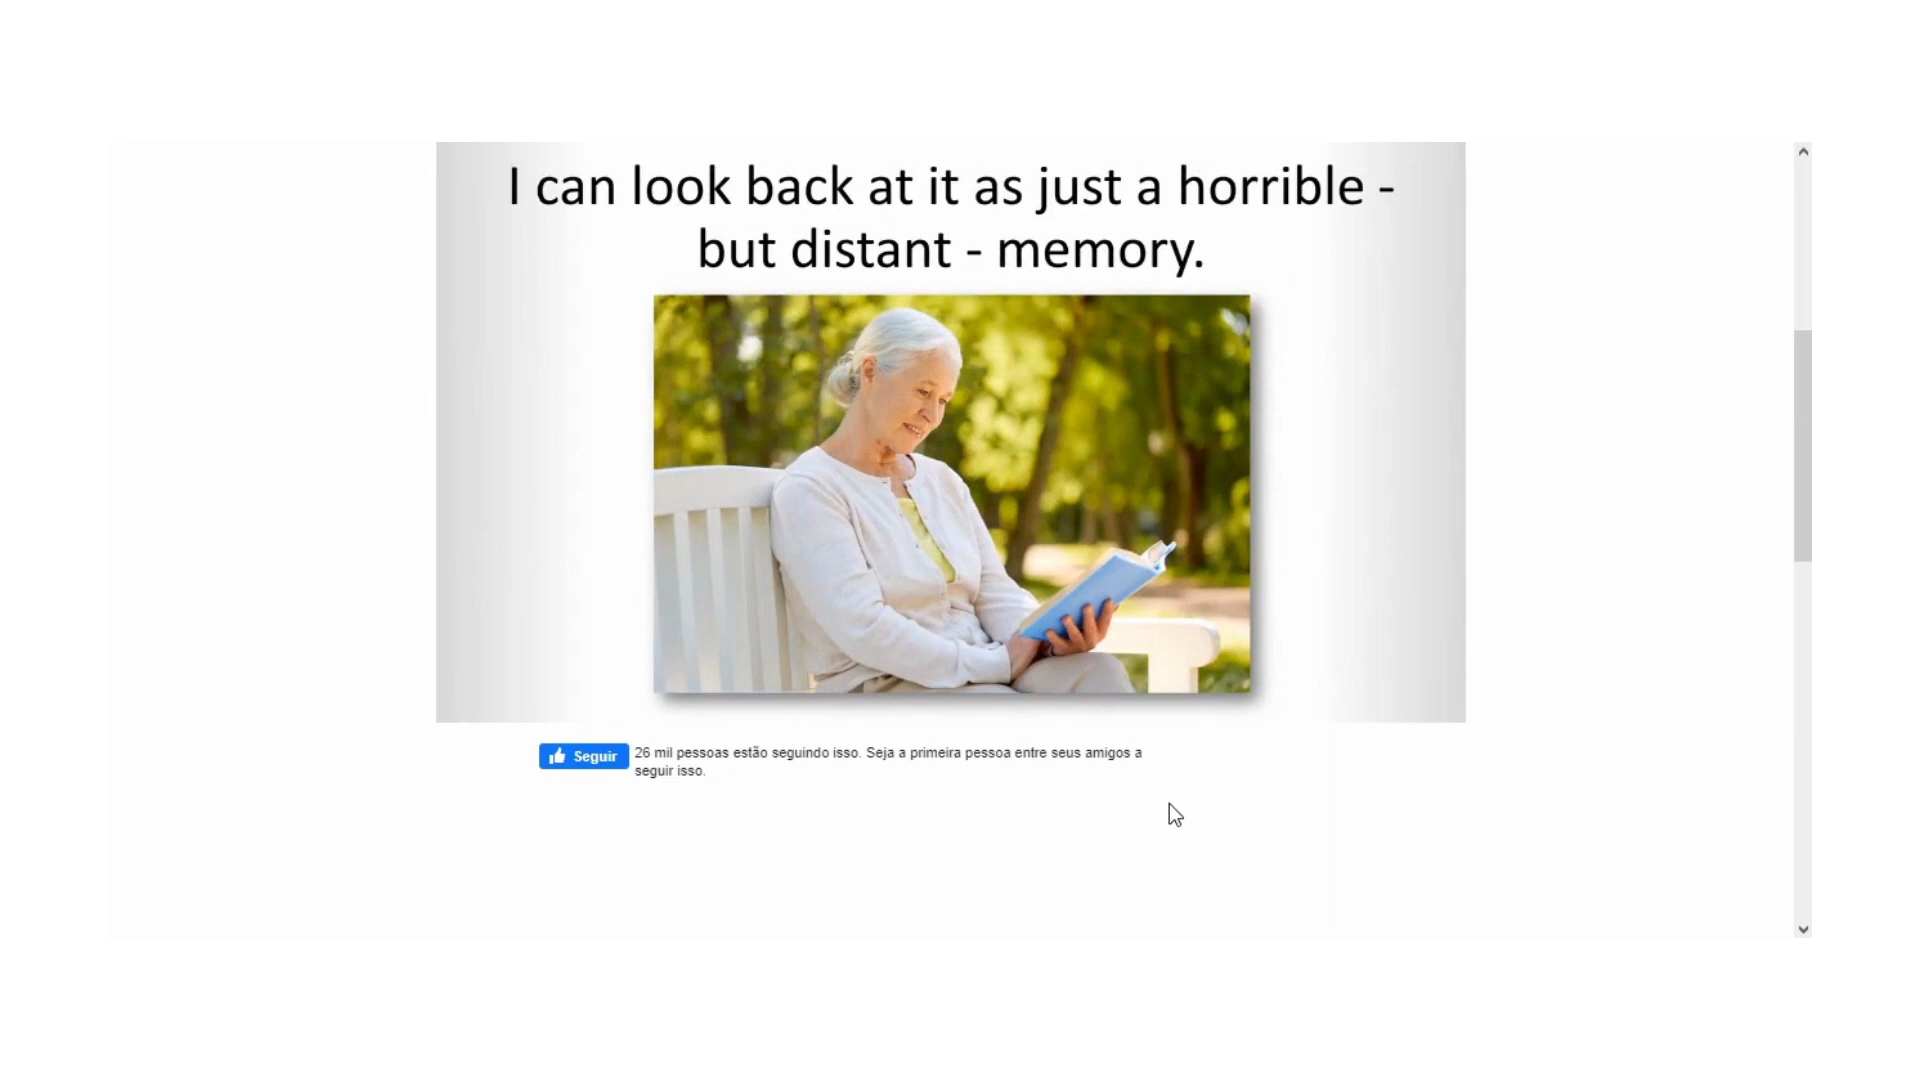 I can look back at it as just a horrible -
but distant - memory.
Seguir
26 mil pessoas estão seguindo isso. Seja a primeira pessoa entre seus amigos a
seguir isso.